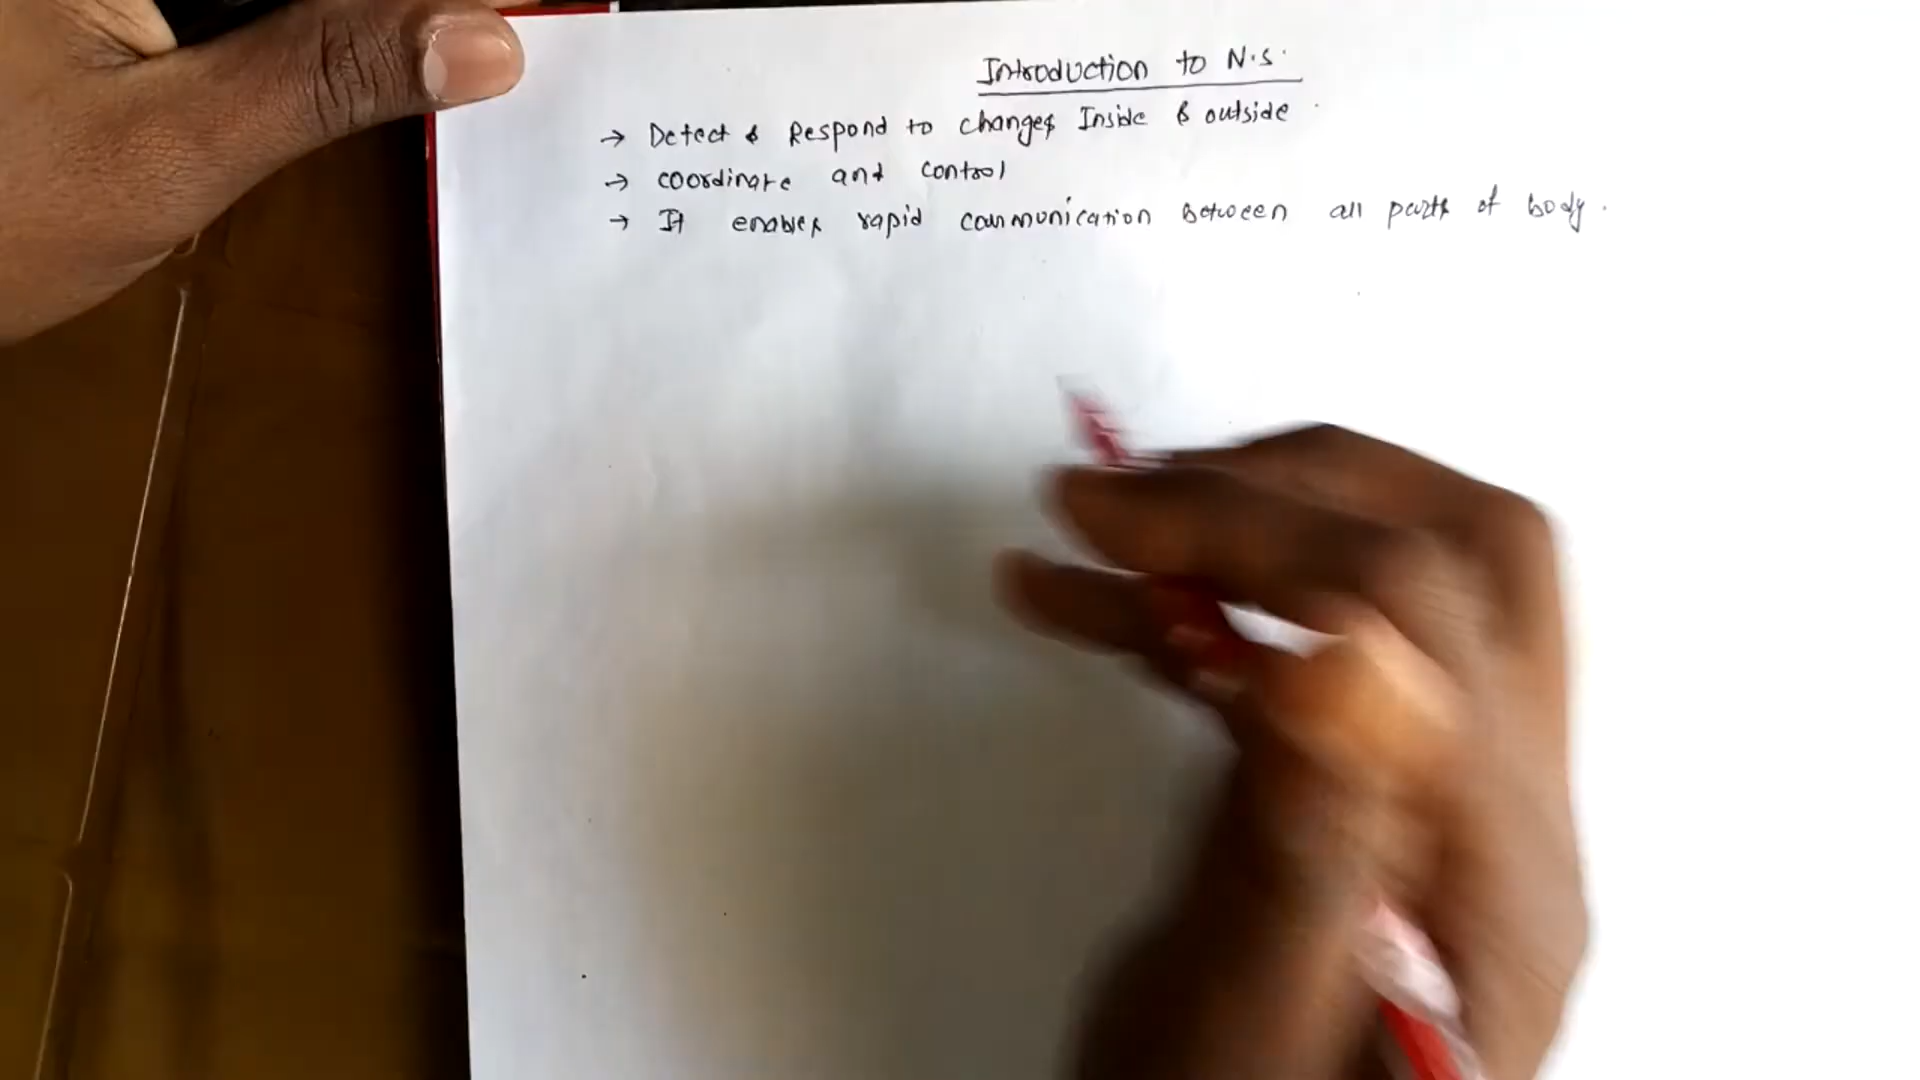 Introduction to N.S.
→ Detect & Respond to changes Inside & outside
→ coordinate and control
→ It enables rapid communication between all parts of body.